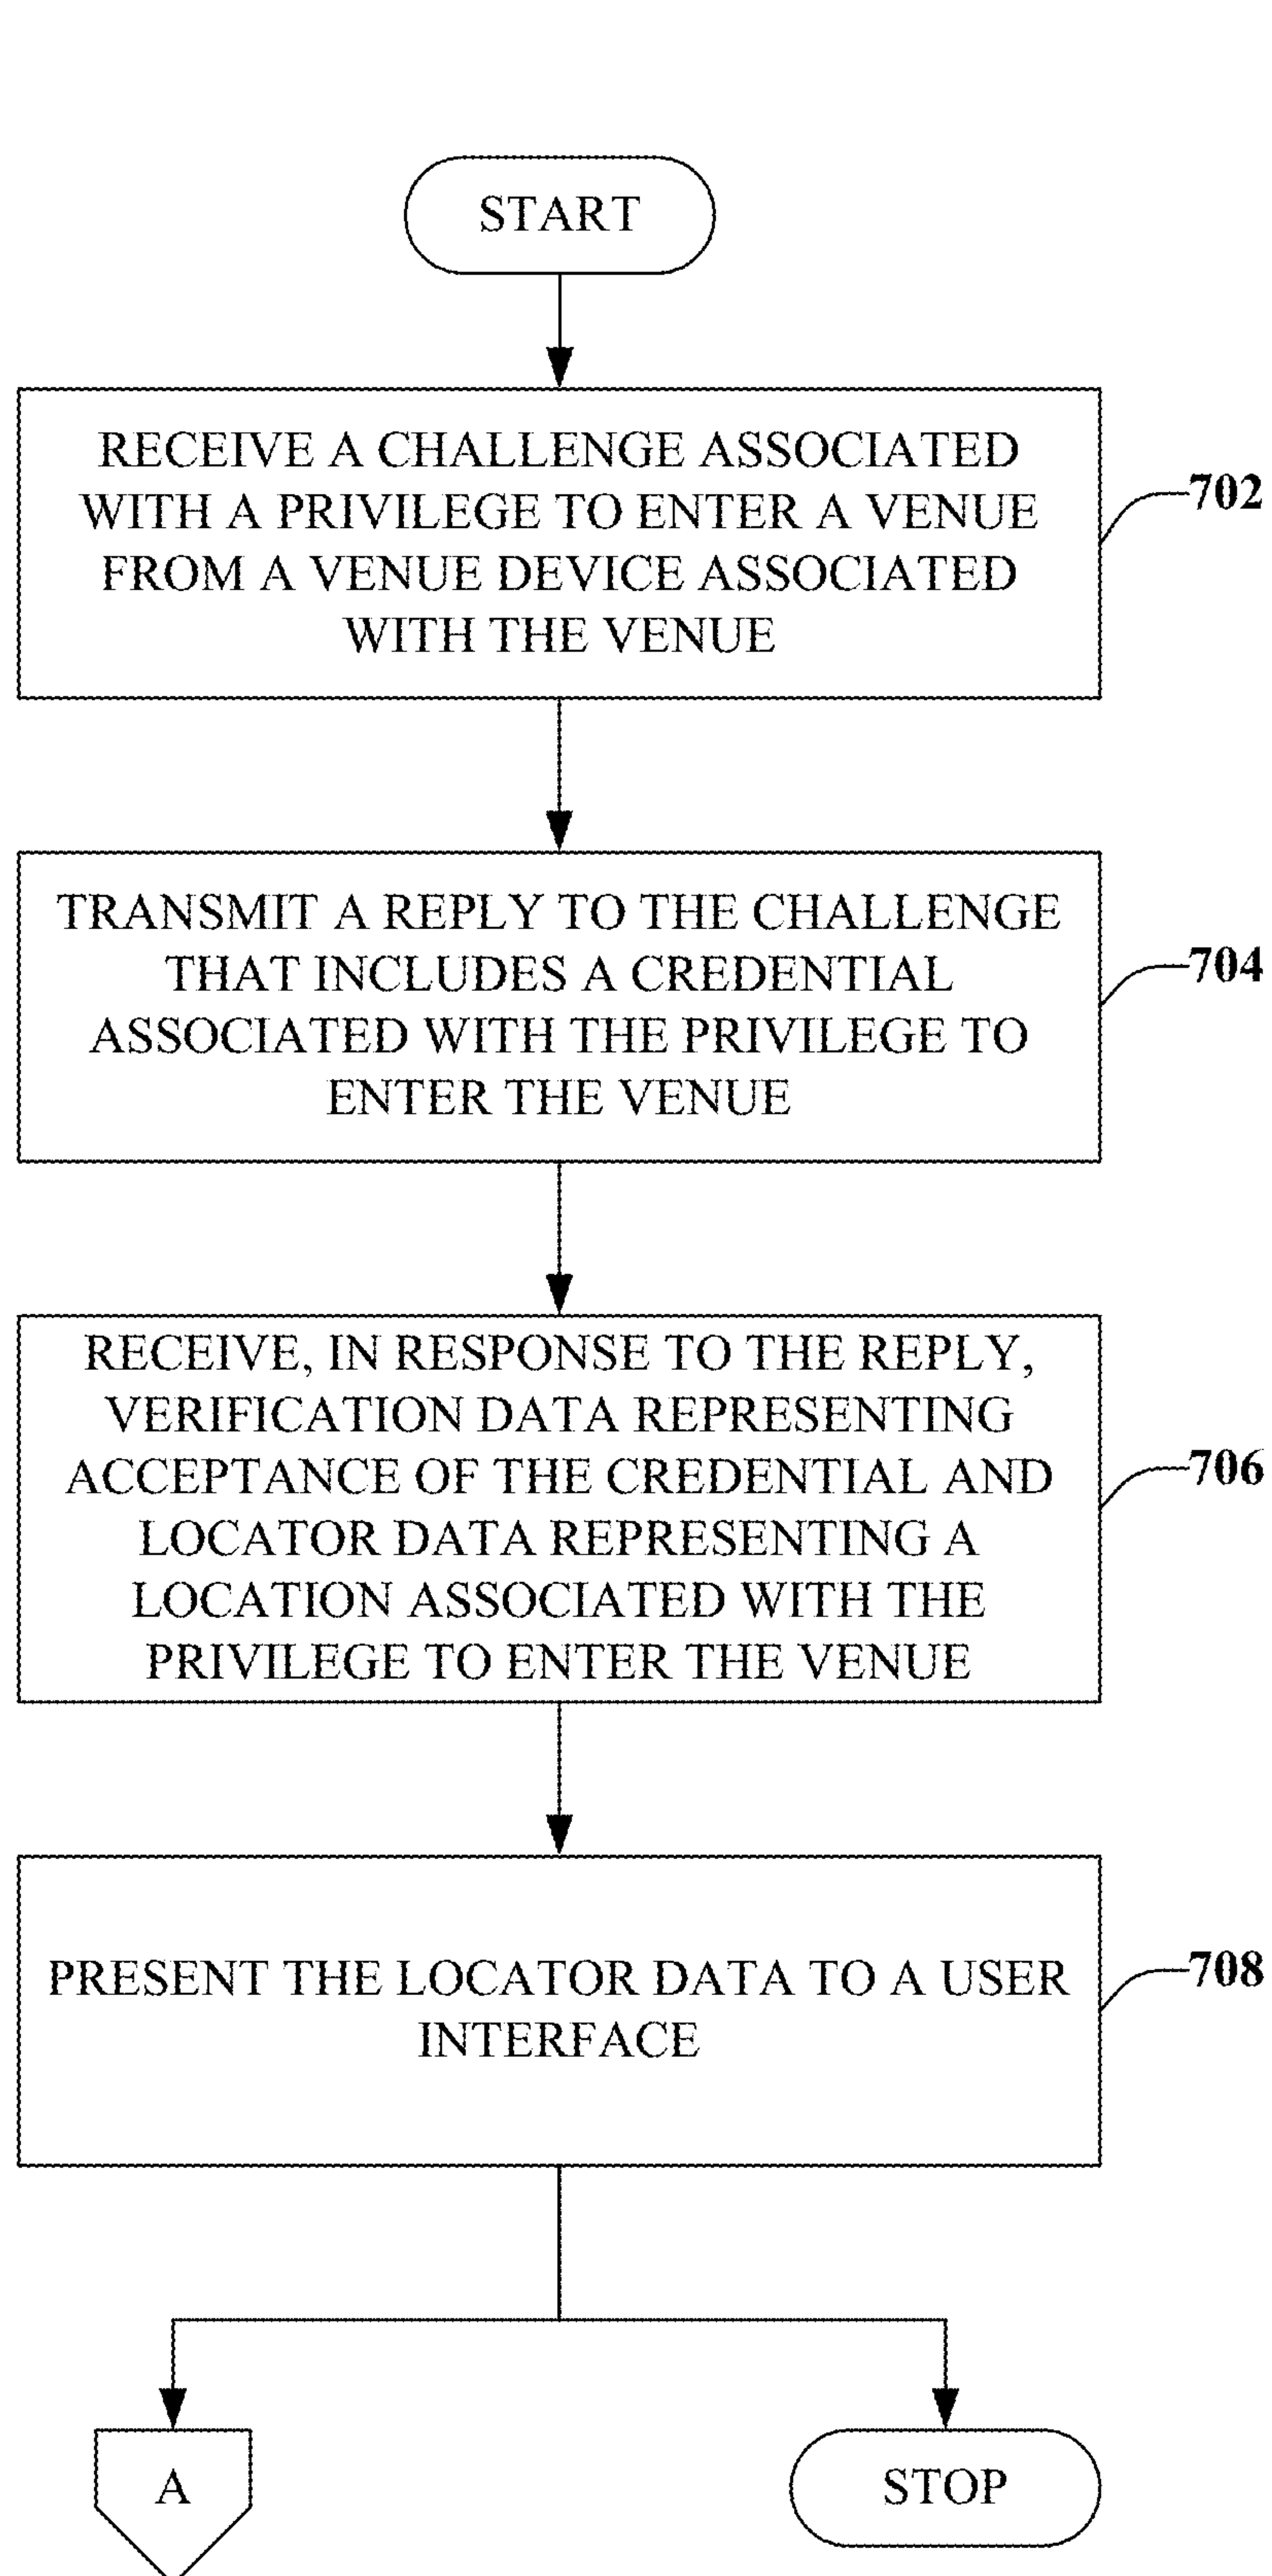 START
RECEIVE A CHALLENGE ASSOCIATED
WITH A PRIVILEGE TO ENTER A VENUE
FROM A VENUE DEVICE ASSOCIATED
WITH THE VENUE
702
TRANSMIT A REPLY TO THE CHALLENGE
THAT INCLUDES A CREDENTIAL
ASSOCIATED WITH THE PRIVILEGE TO
ENTER THE VENUE
704
RECEIVE, IN RESPONSE TO THE REPLY,
VERIFICATION DATA REPRESENTING
ACCEPTANCE OF THE CREDENTIAL AND
LOCATOR DATA REPRESENTING A
LOCATION ASSOCIATED WITH THE
PRIVILEGE TO ENTER THE VENUE
706
PRESENT THE LOCATOR DATA TO A USER
INTERFACE
708
A
STOP